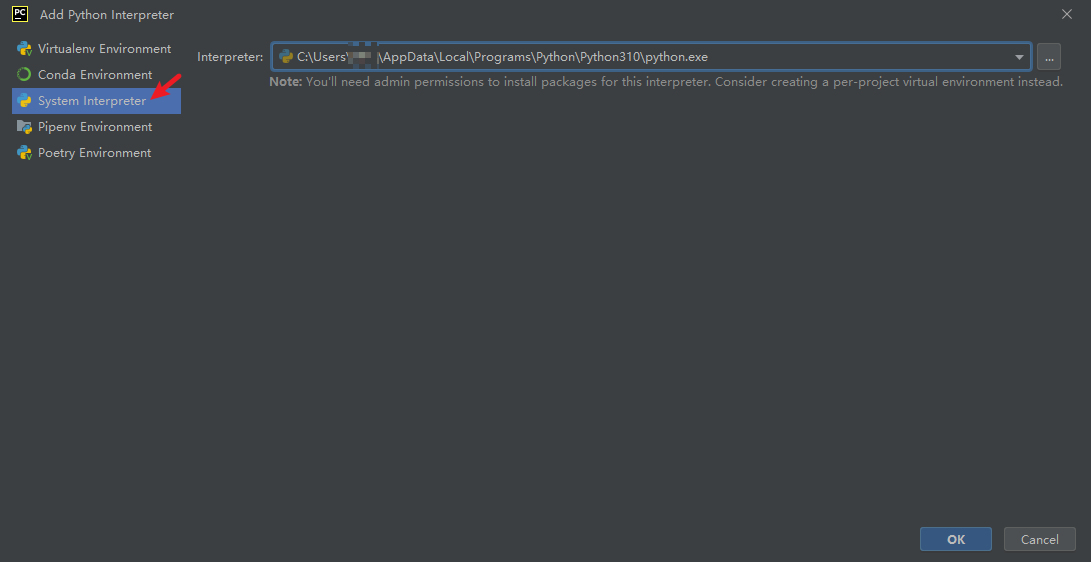 PC Add Python Interpreter
Virtualenv Environment
Conda Environment
System Interpreter
Pipenv Environment
Poetry Environment
Interpreter: C:\Users\ \AppData\Local\Programs\Python\Python310\python.exe ...
Note: You'll need admin permissions to install packages for this interpreter. Consider creating a per-project virtual environment instead.
OK Cancel